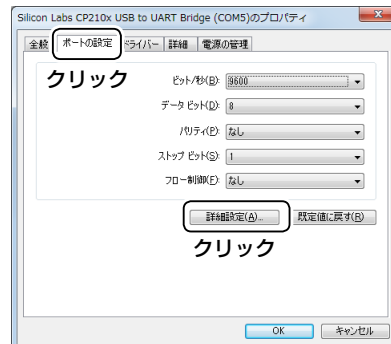 Silicon Labs CP210x USB to UART Bridge (COM5)のプロパティ
全般 ポートの設定 ドライバー 詳細 電源の管理
クリック
ビット/秒(B): 9600
データ ビット(D): 8
パリティ(P): なし
ストップ ビット(S): 1
フロー制御(F): なし
詳細設定(A)... 既定値に戻す(R)
クリック
OK キャンセル